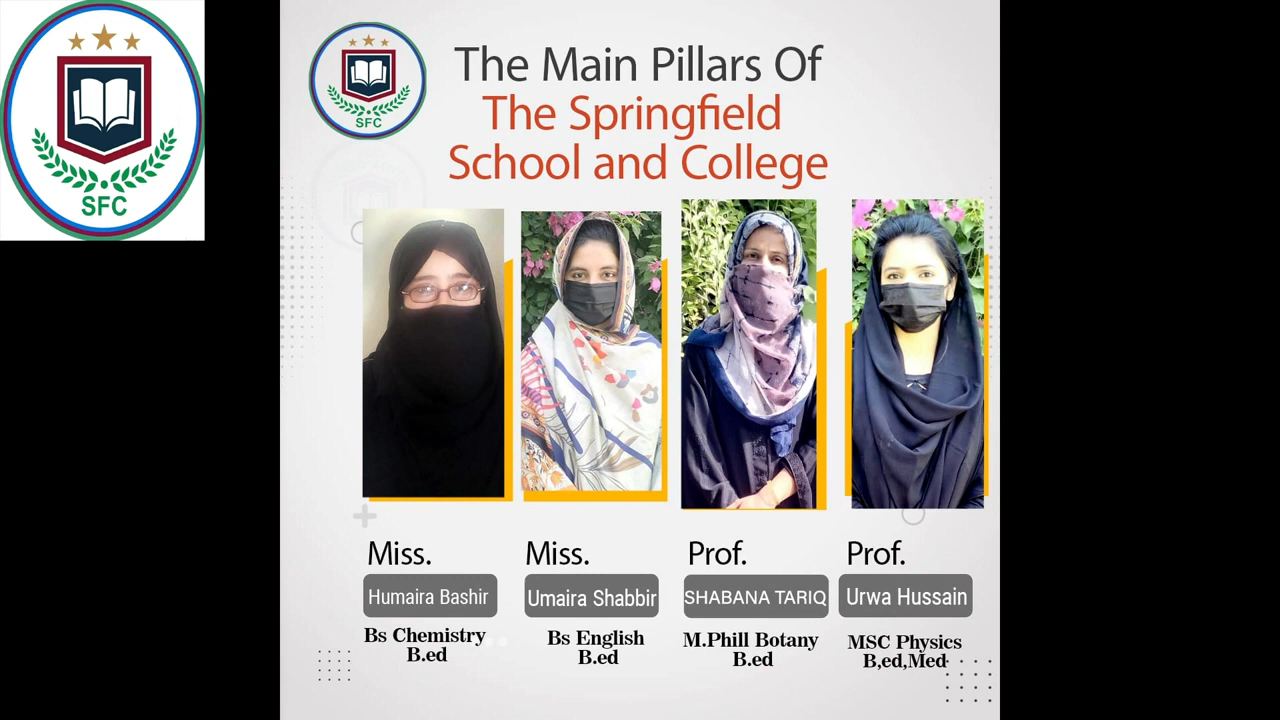 SFC
SFC
The Main Pillars Of
The Springfield
School and College
Miss.
Humaira Bashir
Bs Chemistry
B.ed
Miss.
Umaira Shabbir
Bs English
B.ed
Prof.
SHABANA TARIQ
M.Phill Botany
B.ed
Prof.
Urwa Hussain
MSC Physics
B,ed,Med